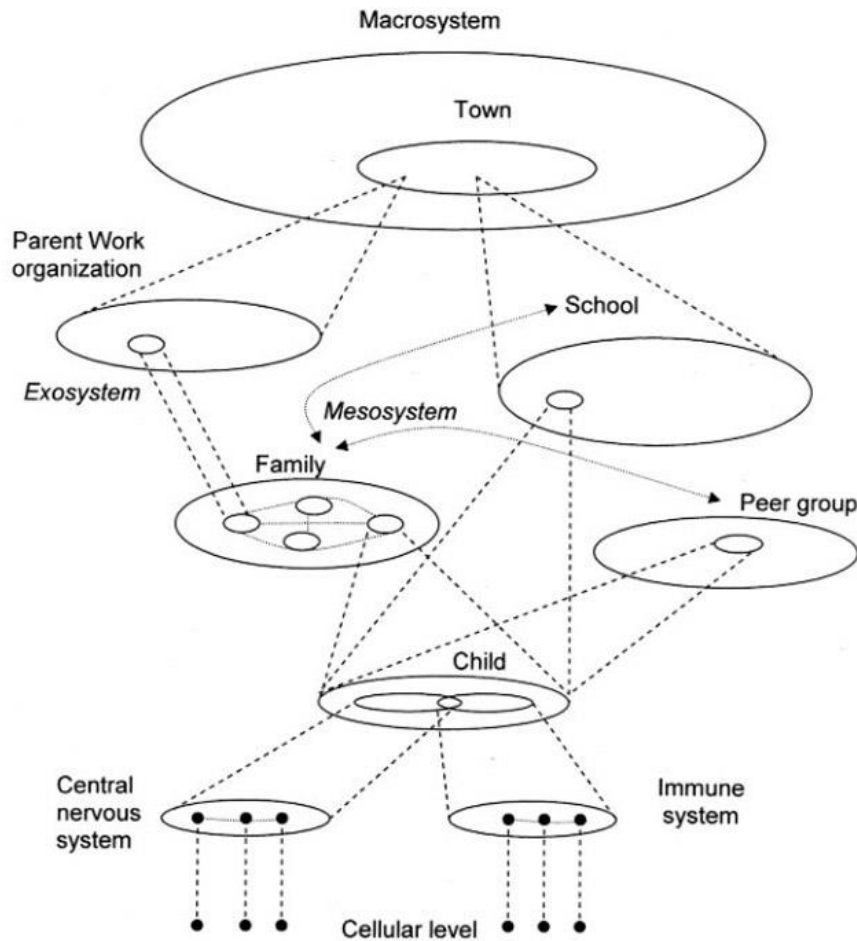 Macrosystem
Town
Parent Work
organization
School
Exosystem
Mesosystem
Family
Peer group
Child
Central
nervous
system
Immune
system
Cellular level